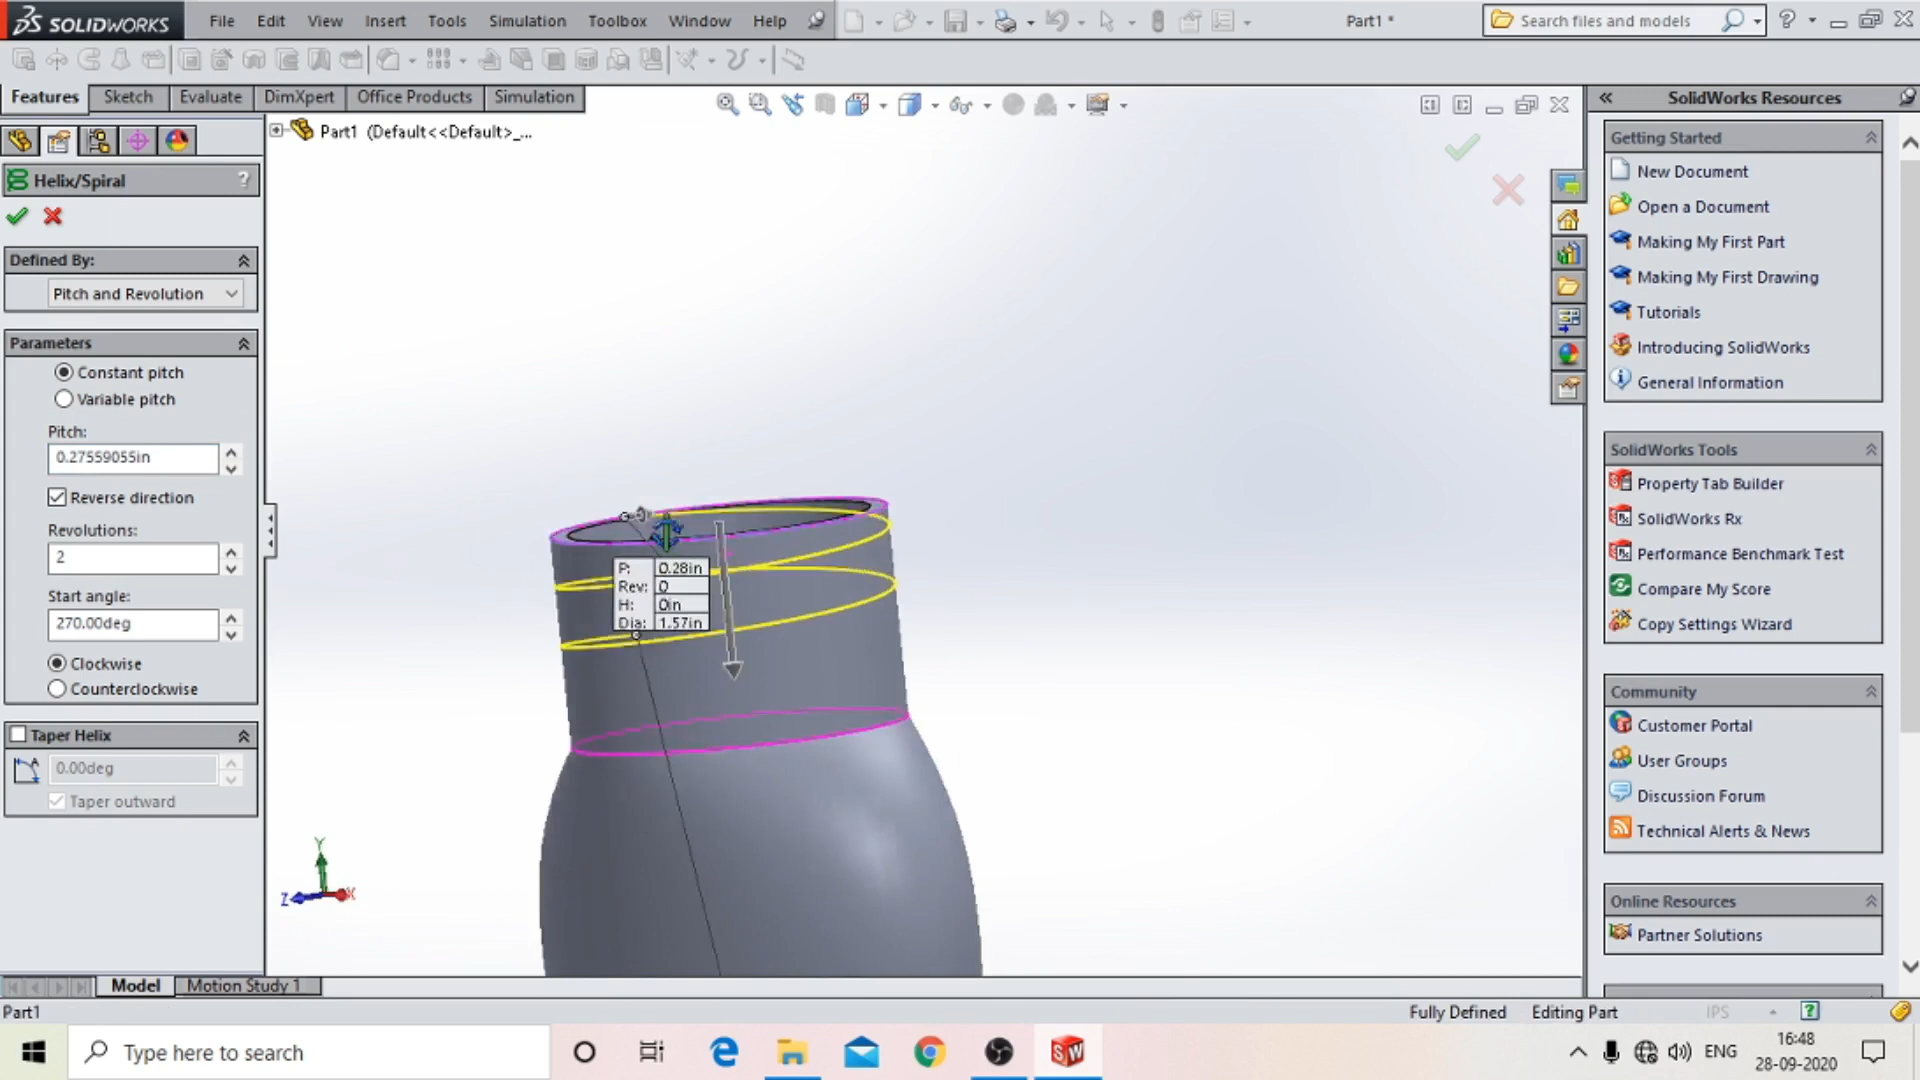 SOLIDWORKS File Edit View Insert Tools Simulation Toolbox Window Help Part1 * Search files and models
Features Sketch Evaluate DimXpert Office Products Simulation
Part1 (Default<<Default>_...
Helix/Spiral ?
Defined By:
Pitch and Revolution
Parameters
Constant pitch
Variable pitch
Pitch:
0.27559055in
Reverse direction
Revolutions:
2
Start angle:
270.00deg
Clockwise
Counterclockwise
Taper Helix
0.00deg
Taper outward
P: 0.28in
Rev: 0
H: 0in
Dia: 1.57in
Y
Z
X
SolidWorks Resources
Getting Started
New Document
Open a Document
Making My First Part
Making My First Drawing
Tutorials
Introducing SolidWorks
General Information
SolidWorks Tools
Property Tab Builder
SolidWorks Rx
Performance Benchmark Test
Compare My Score
Copy Settings Wizard
Community
Customer Portal
User Groups
Discussion Forum
Technical Alerts & News
Online Resources
Partner Solutions
Model Motion Study 1
Part1 Fully Defined Editing Part IPS
Type here to search
ENG
16:48
28-09-2020